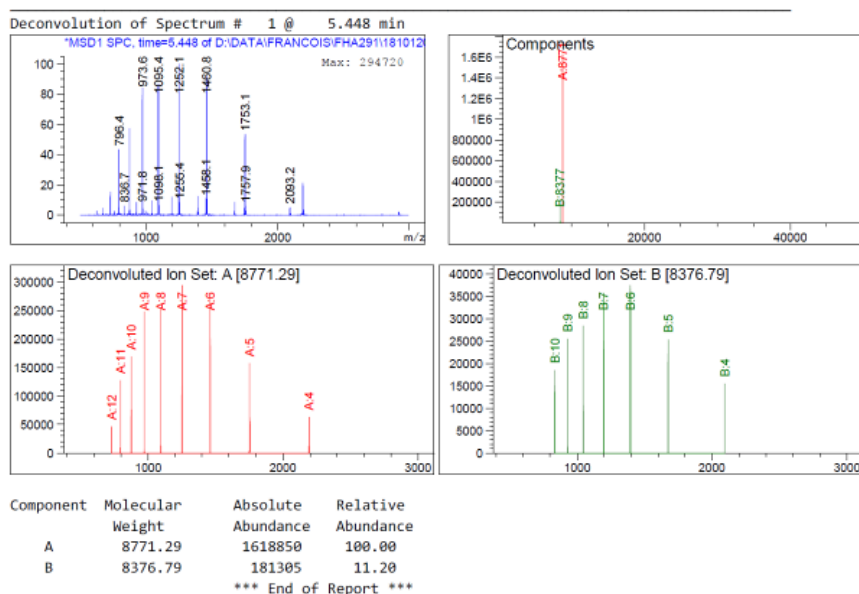 Deconvolution of Spectrum # 1 @ 5.448 min
*MSD1 SPC, time=5.448 of D:\DATA\FRANCOIS\FHA291\181012
Max: 294720
100
80
60
40
20
0
796.4
836.7
973.6
971.8
1095.4
1098.1
1252.1
1255.4
1460.8
1458.1
1753.1
1757.9
2093.2
1000
2000
m/z
Components
1.6E6
1.4E6
1.2E6
1E6
800000
600000
400000
200000
B:8377
20000
40000
Deconvoluted Ion Set: A [8771.29]
300000
250000
200000
150000
100000
50000
0
A:12
A:11
A:10
A:9
A:8
A:7
A:6
A:5
A:4
1000
2000
3000
Deconvoluted Ion Set: B [8376.79]
40000
35000
30000
25000
20000
15000
10000
5000
0
B:10
B:9
B:8
B:7
B:6
B:5
B:4
1000
2000
3000
Component Molecular Absolute Relative
Weight Abundance Abundance
A 8771.29 1618850 100.00
B 8376.79 181305 11.20
*** End of Report ***